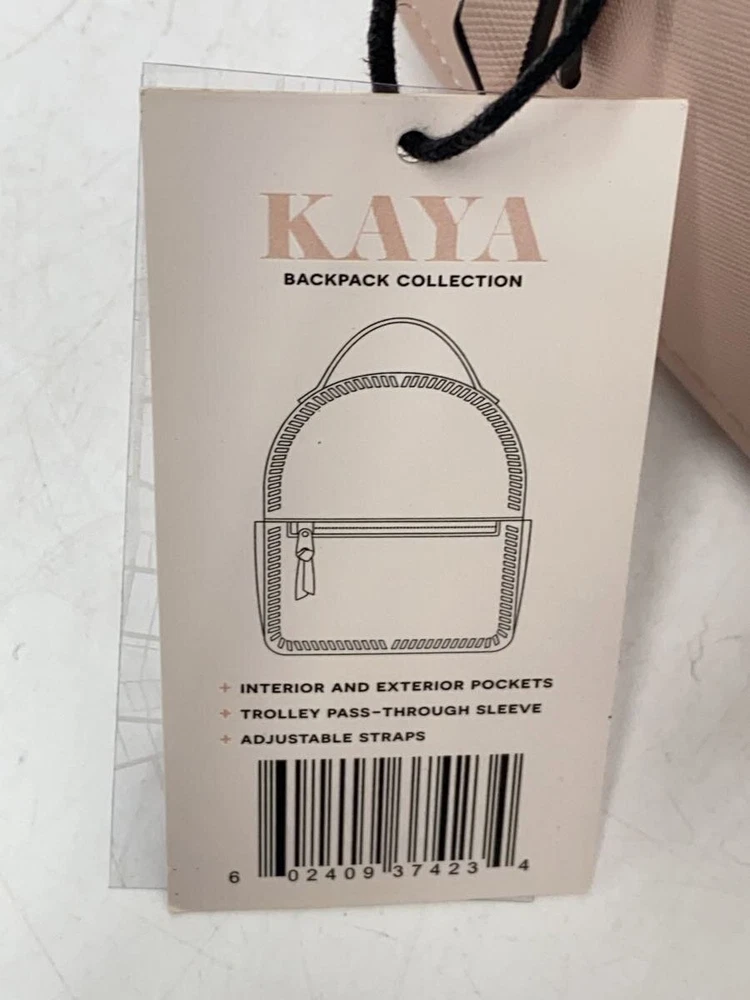 KAYA
BACKPACK COLLECTION
+ INTERIOR AND EXTERIOR POCKETS
+ TROLLEY PASS-THROUGH SLEEVE
+ ADJUSTABLE STRAPS
6 02409 37423 4